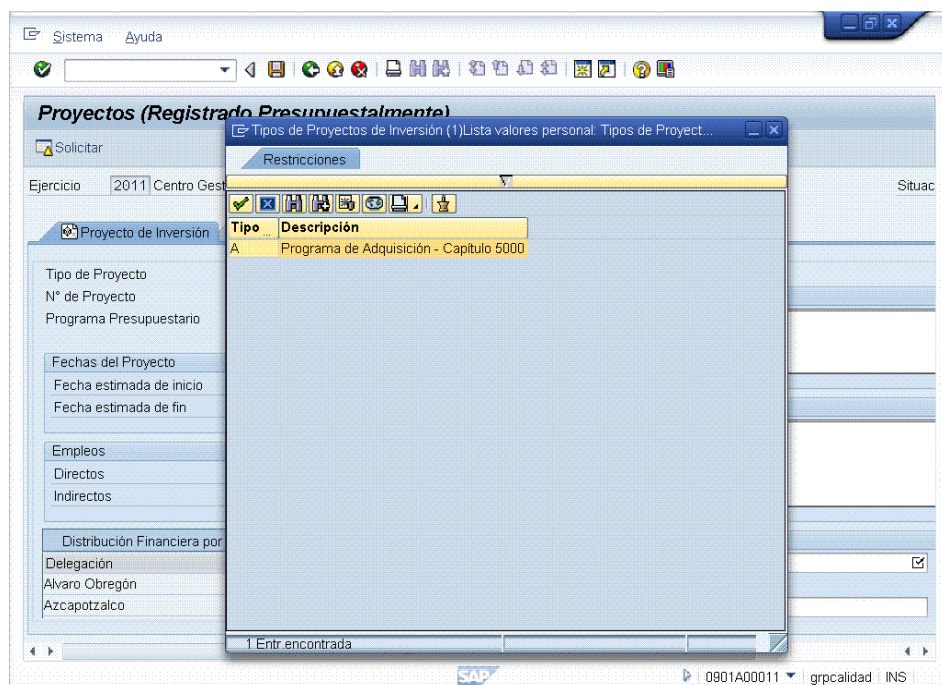 Sistema Ayuda
Proyectos (Registrado Presupuestalmente)
Tipos de Proyectos de Inversión (1)Lista valores personal: Tipos de Proyect...
Solicitar
Restricciones
Ejercicio 2011 Centro Gest
Situac
Proyecto de Inversión
Tipo ... Descripción
A Programa de Adquisición - Capítulo 5000
Tipo de Proyecto
N° de Proyecto
Programa Presupuestario
Fechas del Proyecto
Fecha estimada de inicio
Fecha estimada de fin
Empleos
Directos
Indirectos
Distribución Financiera por
Delegación
Alvaro Obregón
Azcapotzalco
1 Entr.encontrada
SAP
0901A00011 grpcalidad INS